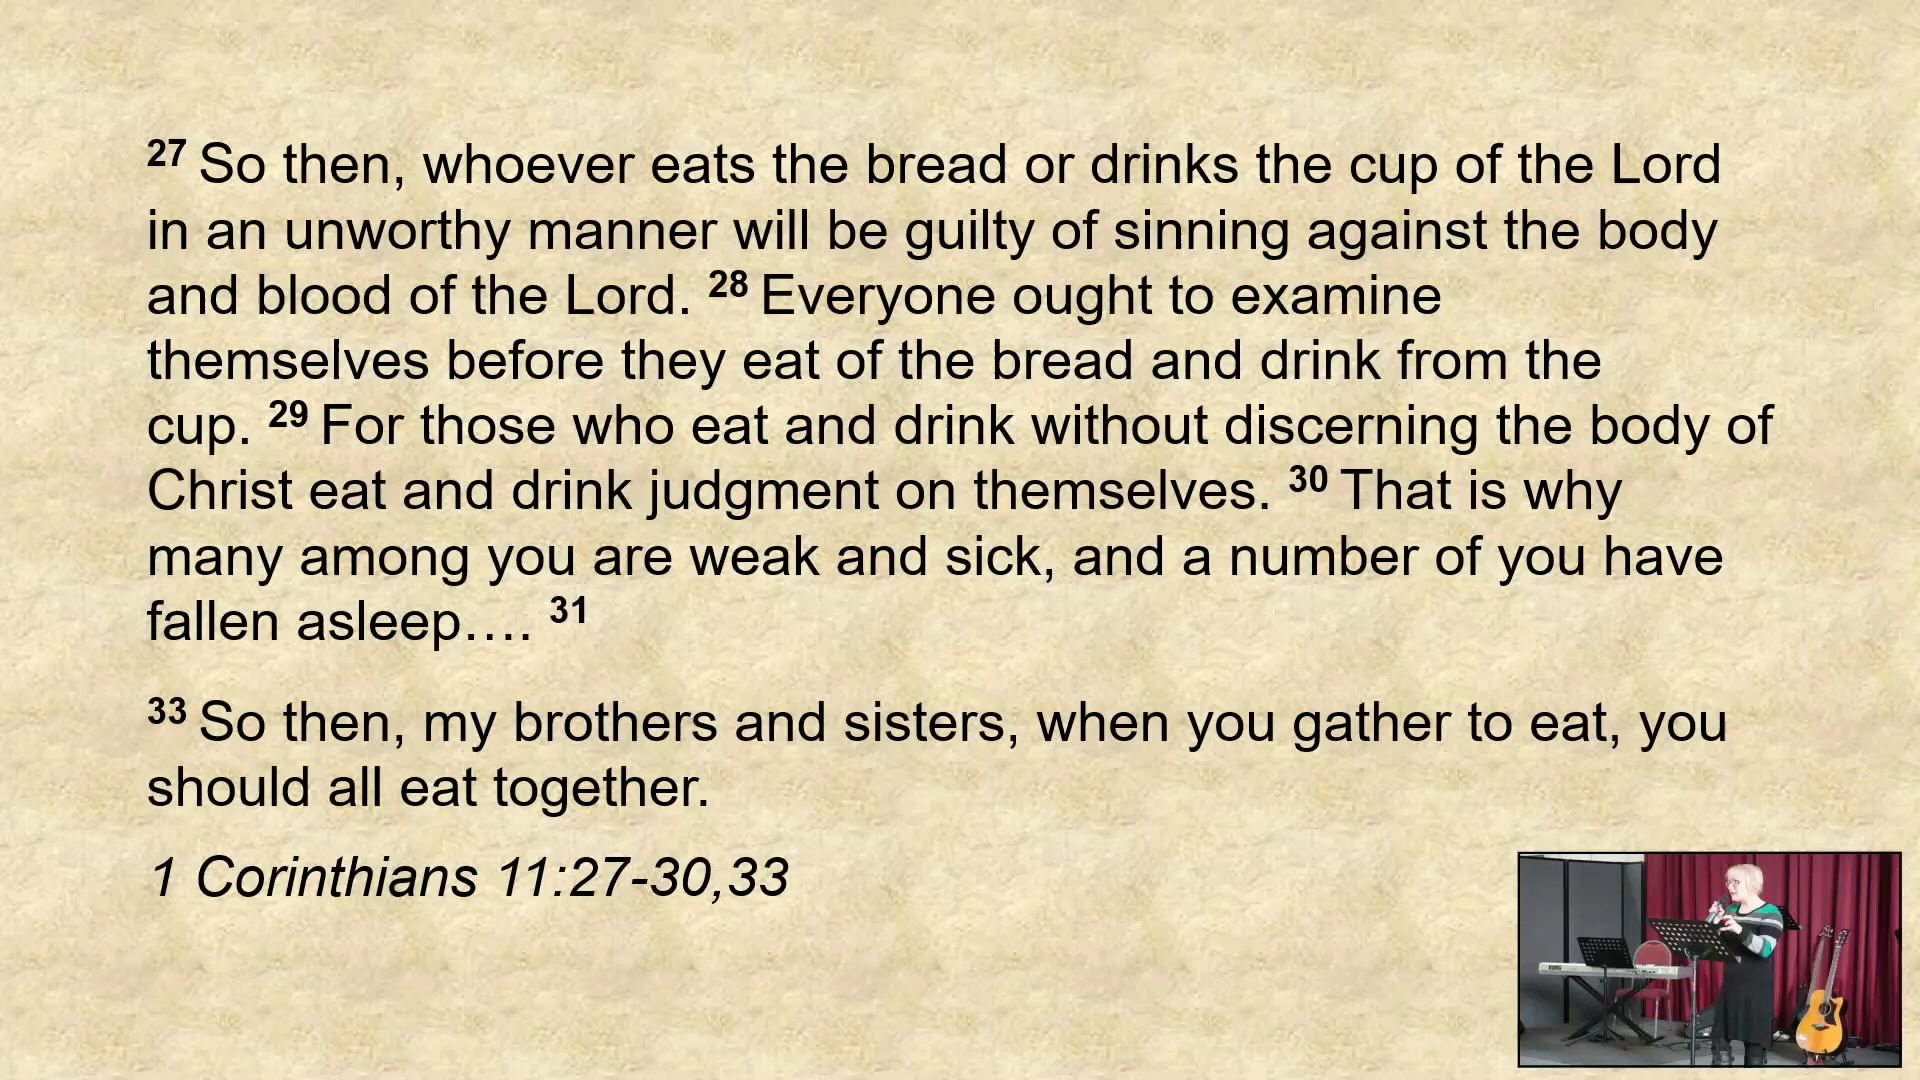 27 So then, whoever eats the bread or drinks the cup of the Lord
in an unworthy manner will be guilty of sinning against the body
and blood of the Lord. 28 Everyone ought to examine
themselves before they eat of the bread and drink from the
cup. 29 For those who eat and drink without discerning the body of
Christ eat and drink judgment on themselves. 30 That is why
many among you are weak and sick, and a number of you have
fallen asleep…. 31
33 So then, my brothers and sisters, when you gather to eat, you
should all eat together.
1 Corinthians 11:27-30,33
KORG